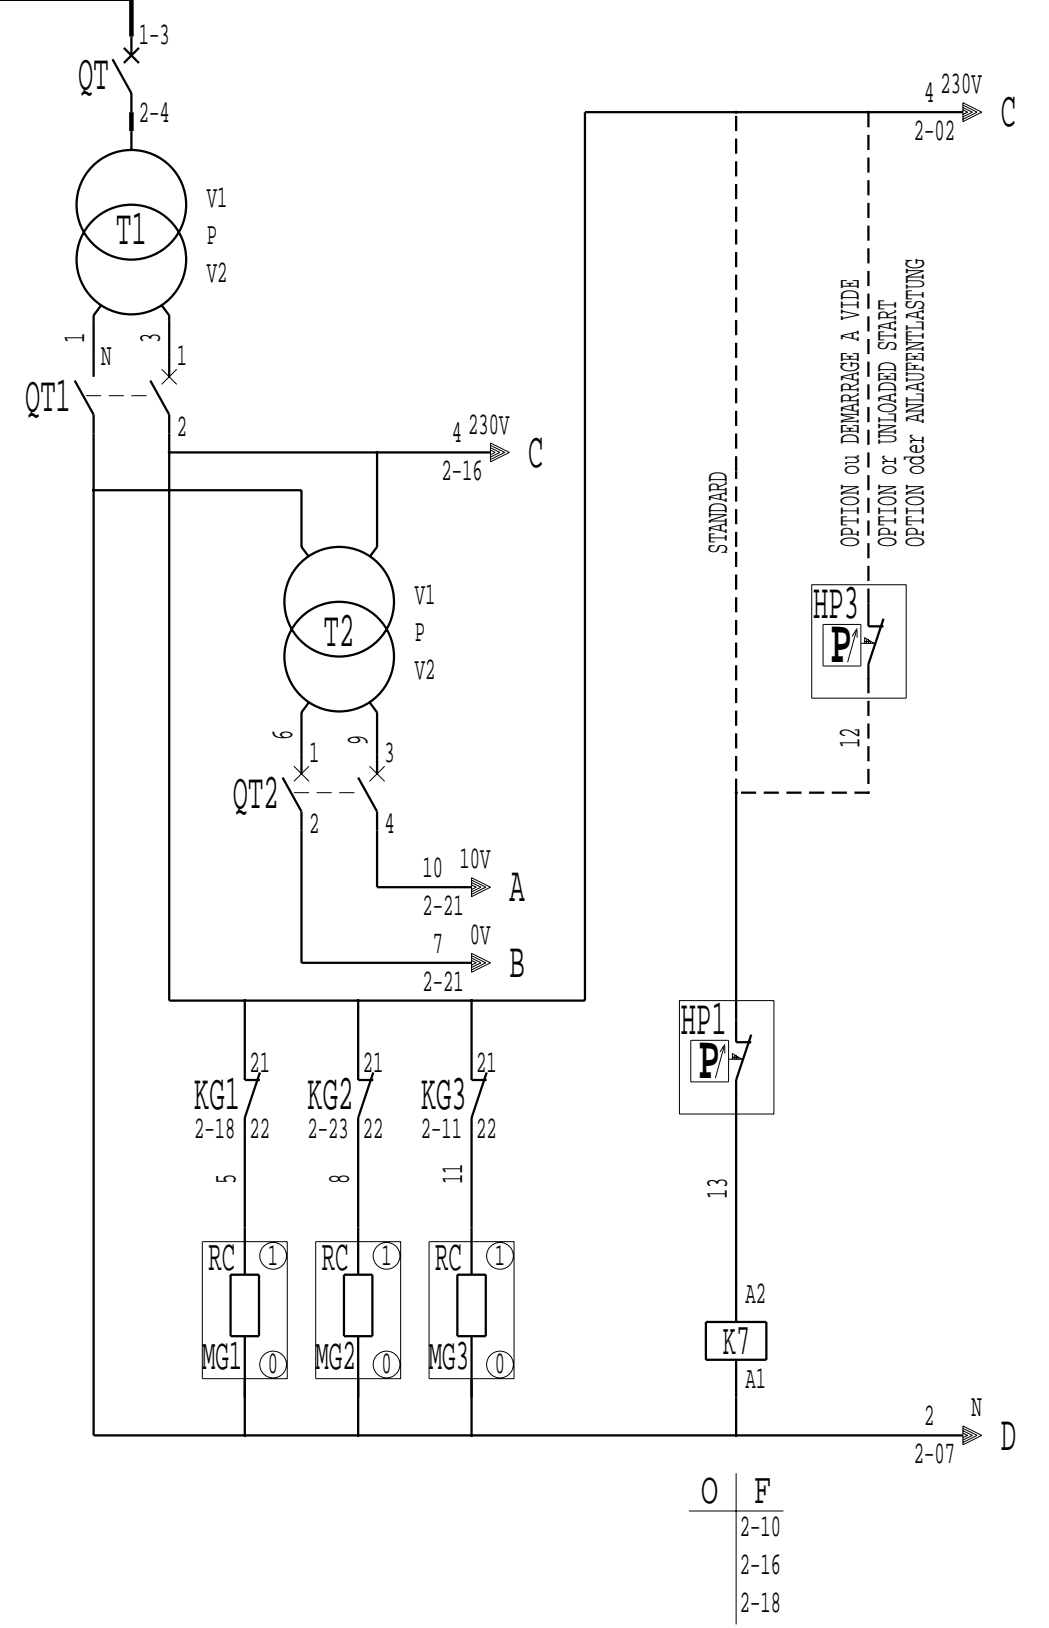 1-3
QT
2-4
4 230V
C
2-02
T1
V1
P
V2
1
3
N
1
QT1
2
4 230V
C
2-16
STANDARD
OPTION ou DEMARRAGE A VIDE
OPTION or UNLOADED START
OPTION oder ANLAUFENTLASTUNG
T2
V1
P
V2
HP3
P
12
6
9
1
3
QT2
2
4
10 10V
A
2-21
7 0V
B
2-21
HP1
P
21
21
21
KG1
KG2
KG3
2-18 22
2-23 22
2-11 22
5
8
11
13
RC 1
RC 1
RC 1
MG1 0
MG2 0
MG3 0
A2
K7
A1
2 N
D
2-07
O F
2-10
2-16
2-18